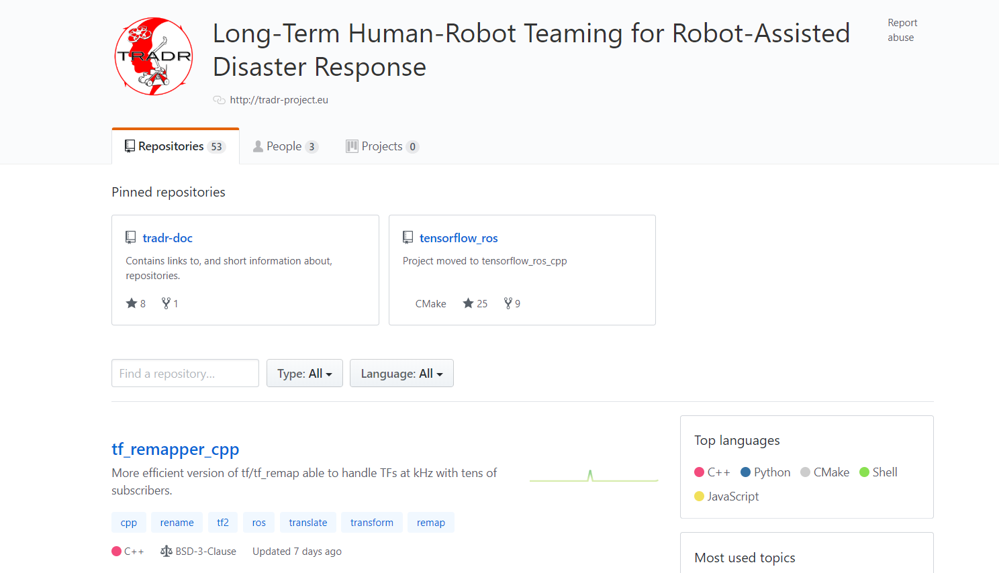 TRADR
Long-Term Human-Robot Teaming for Robot-Assisted
Disaster Response
Report
abuse
http://tradr-project.eu
Repositories 53
People 3
Projects 0
Pinned repositories
tradr-doc
Contains links to, and short information about,
repositories.
8 1
tensorflow_ros
Project moved to tensorflow_ros_cpp
CMake 25 9
Find a repository...
Type: All
Language: All
tf_remapper_cpp
More efficient version of tf/tf_remap able to handle TFs at kHz with tens of
subscribers.
cpp rename tf2 ros translate transform remap
C++ BSD-3-Clause Updated 7 days ago
Top languages
C++ Python CMake Shell
JavaScript
Most used topics